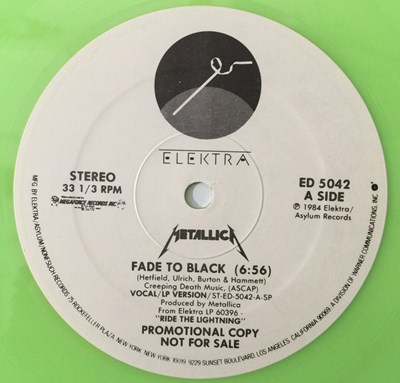 ELEKTRA
STEREO
33 1/3 RPM
MEGAFORCE RECORDS INC
ED 5042
A SIDE
℗ 1984 Elektra/
Asylum Records
METALLICA
FADE TO BLACK (6:56)
(Hetfield, Ulrich, Burton & Hammett)
Creeping Death Music, (ASCAP)
VOCAL/LP VERSION/ST-ED-5042-A-SP
Produced by Metallica
From Elektra LP 60396
"RIDE THE LIGHTNING"
PROMOTIONAL COPY
NOT FOR SALE
MFG BY ELEKTRA/ASYLUM/NONESUCH RECORDS 75 ROCKEFELLER PLAZA, NEW YORK, NEW YORK 10019 9229 SUNSET BOULEVARD, LOS ANGELES, CALIFORNIA 90069. A DIVISION OF WARNER COMMUNICATIONS, INC.